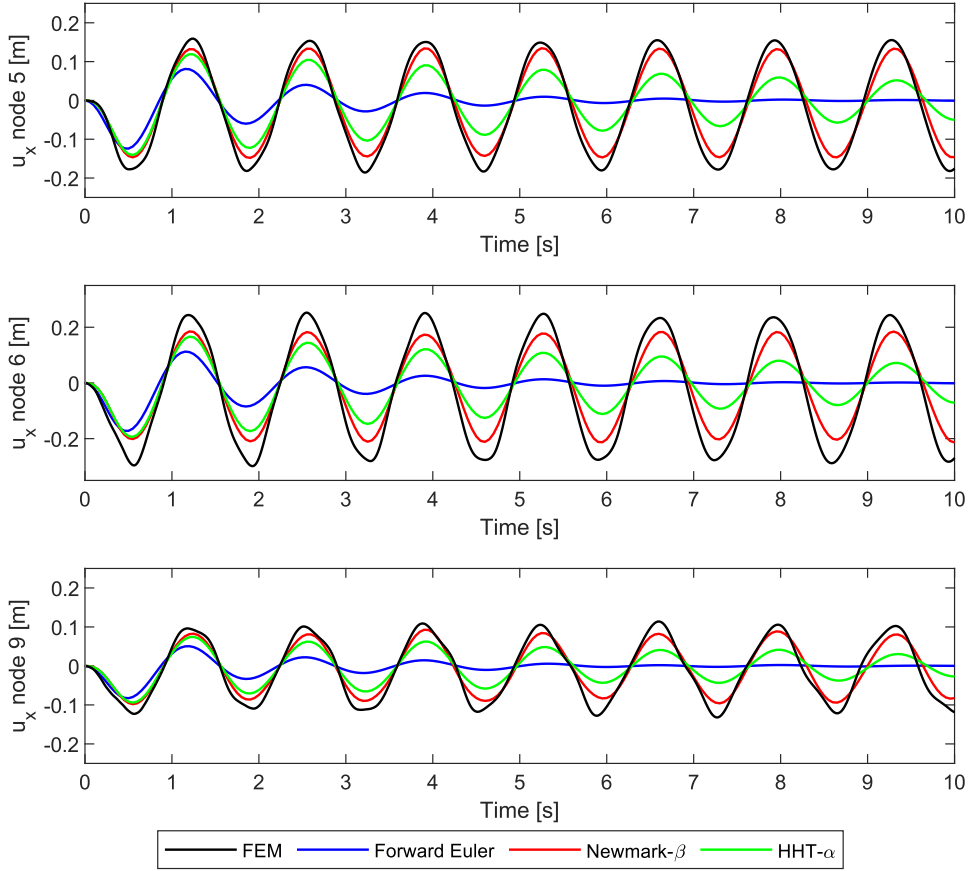 0.2
0.1
0
-0.1
-0.2
u_x node 5 [m]
0 1 2 3 4 5 6 7 8 9 10
Time [s]
0.2
0
-0.2
u_x node 6 [m]
0 1 2 3 4 5 6 7 8 9 10
Time [s]
0.2
0.1
0
-0.1
-0.2
u_x node 9 [m]
0 1 2 3 4 5 6 7 8 9 10
Time [s]
FEM Forward Euler Newmark-β HHT-α